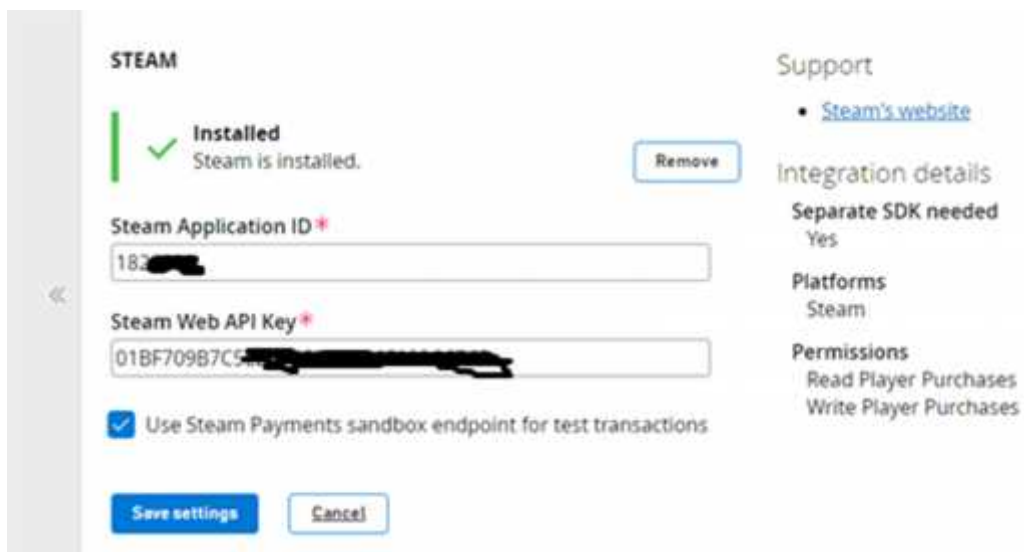 STEAM
Installed
Steam is installed.
Remove
Steam Application ID*
182
Steam Web API Key*
01BF709B7C5
Use Steam Payments sandbox endpoint for test transactions
Save settings
Cancel
Support
Steam's website
Integration details
Separate SDK needed
Yes
Platforms
Steam
Permissions
Read Player Purchases
Write Player Purchases